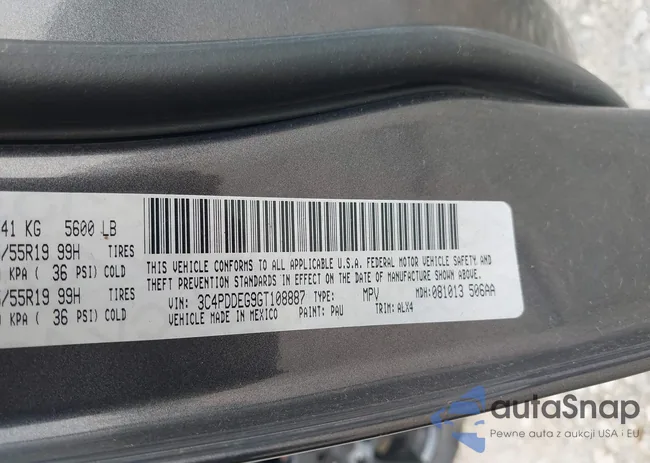 41 KG 5600 LB
/55R19 99H TIRES
KPA ( 36 PSI) COLD
/55R19 99H TIRES
KPA ( 36 PSI) COLD
THIS VEHICLE CONFORMS TO ALL APPLICABLE U.S.A. FEDERAL MOTOR VEHICLE SAFETY, AND
THEFT PREVENTION STANDARDS IN EFFECT ON THE DATE OF MANUFACTURE SHOWN ABOVE.
VIN: 3C4PDDEG9GT108887 TYPE: MPV MDH: 081013 506AA
VEHICLE MADE IN MEXICO PAINT: PAU TRIM: ALX4
autaSnap
Pewne auta z aukcji USA i EU